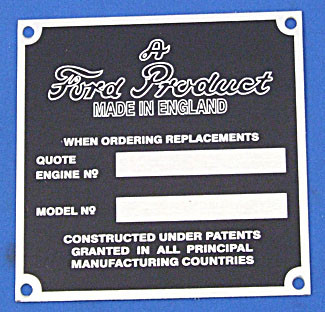 A
Ford Product
MADE IN ENGLAND
WHEN ORDERING REPLACEMENTS
QUOTE
ENGINE Nº
MODEL Nº
CONSTRUCTED UNDER PATENTS
GRANTED IN ALL PRINCIPAL
MANUFACTURING COUNTRIES